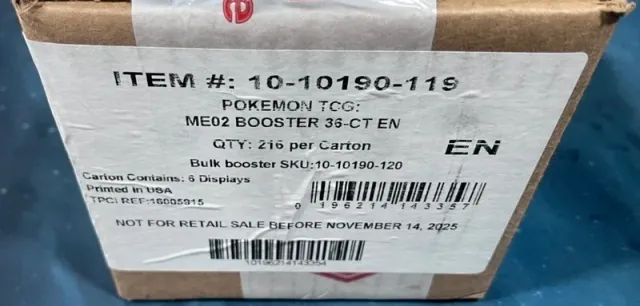 ITEM #: 10-10190-119
POKEMON TCG:
ME02 BOOSTER 36-CT EN
QTY: 216 per Carton
EN
Bulk booster SKU:10-10190-120
Carton Contains: 6 Displays
Printed in USA
TPCi REF:16005915
0 196214 143357
NOT FOR RETAIL SALE BEFORE NOVEMBER 14, 2025
10196214143354